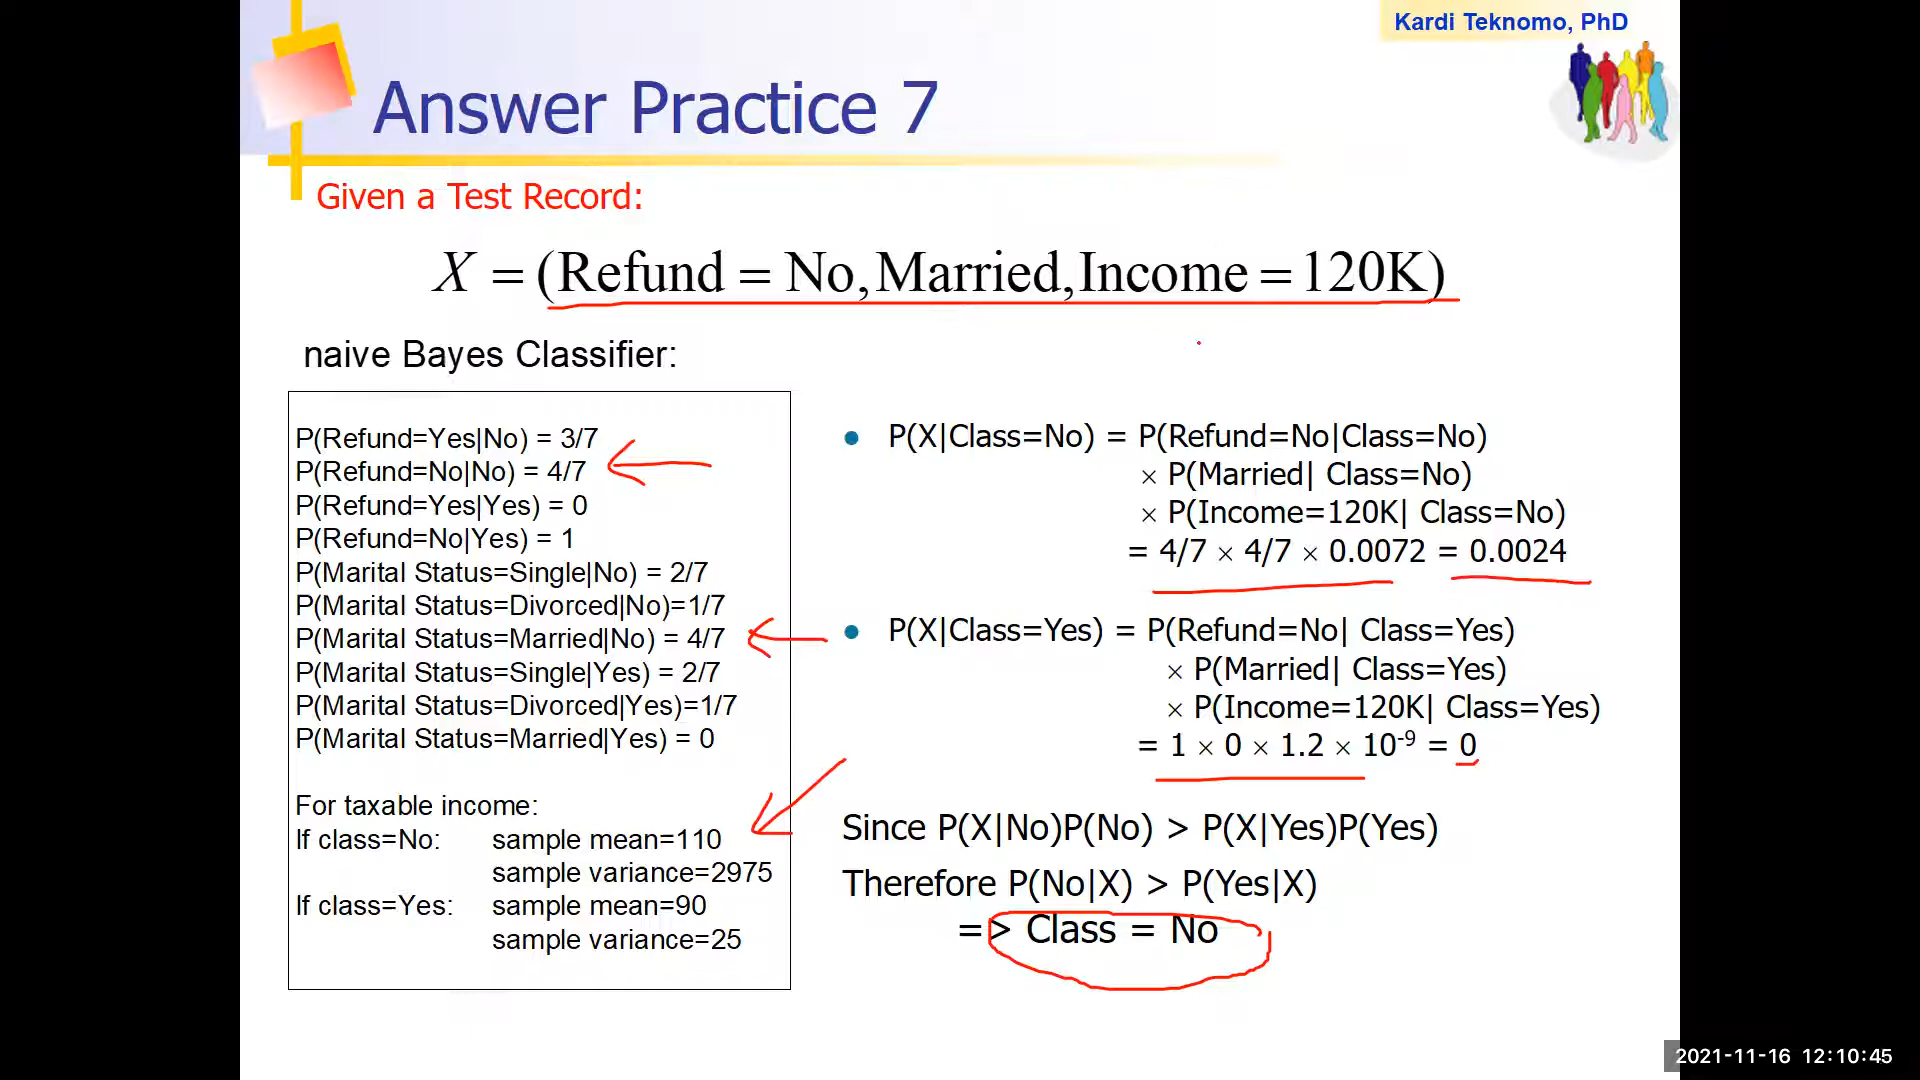 Kardi Teknomo, PhD
Answer Practice 7
Given a Test Record:
X = (Refund = No, Married, Income = 120K)
naive Bayes Classifier:
P(Refund=Yes|No) = 3/7
P(Refund=No|No) = 4/7
P(Refund=Yes|Yes) = 0
P(Refund=No|Yes) = 1
P(Marital Status=Single|No) = 2/7
P(Marital Status=Divorced|No)=1/7
P(Marital Status=Married|No) = 4/7
P(Marital Status=Single|Yes) = 2/7
P(Marital Status=Divorced|Yes)=1/7
P(Marital Status=Married|Yes) = 0
For taxable income:
If class=No: sample mean=110
sample variance=2975
If class=Yes: sample mean=90
sample variance=25
● P(X|Class=No) = P(Refund=No|Class=No)
× P(Married| Class=No)
× P(Income=120K| Class=No)
= 4/7 × 4/7 × 0.0072 = 0.0024
● P(X|Class=Yes) = P(Refund=No| Class=Yes)
× P(Married| Class=Yes)
× P(Income=120K| Class=Yes)
= 1 × 0 × 1.2 × 10⁻⁹ = 0
Since P(X|No)P(No) > P(X|Yes)P(Yes)
Therefore P(No|X) > P(Yes|X)
=> Class = No
2021-11-16 12:10:45